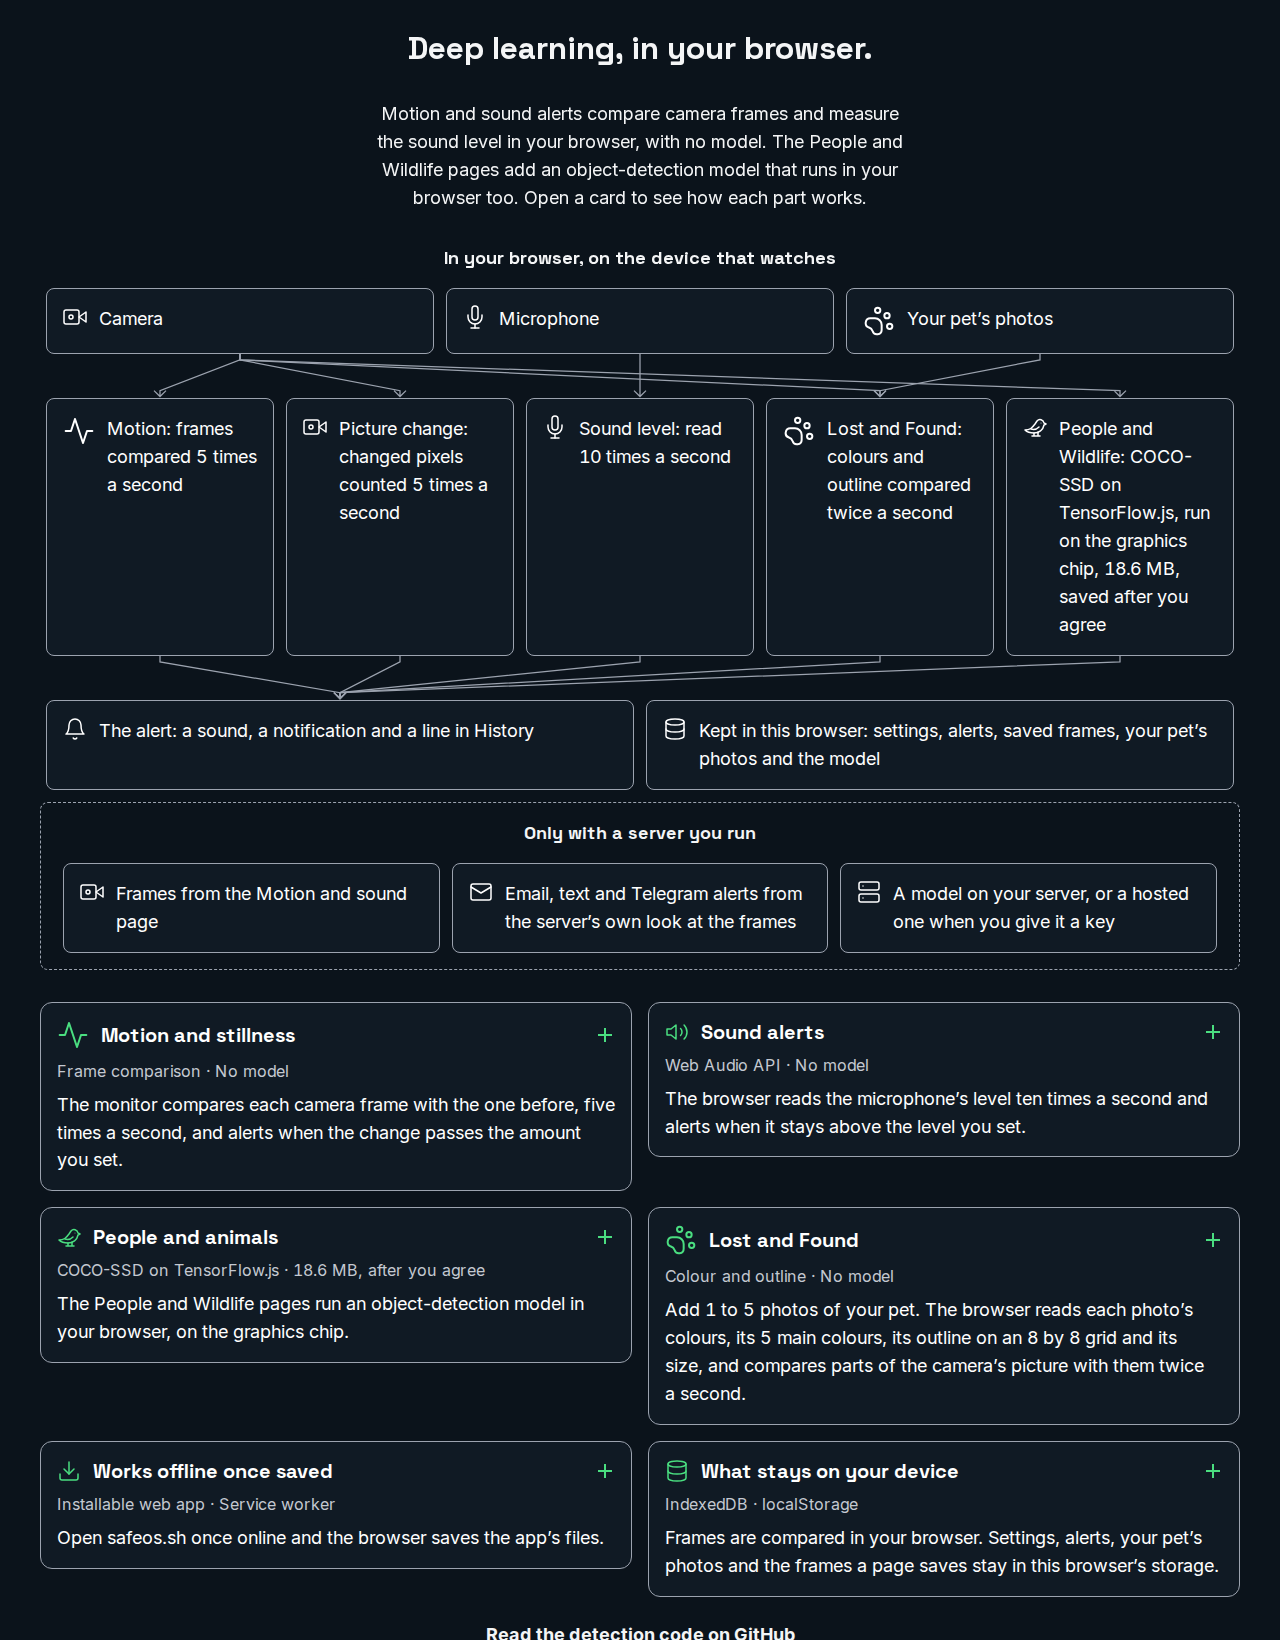 Deep learning, in your browser.
Motion and sound alerts compare camera frames and measure
the sound level in your browser, with no model. The People and
Wildlife pages add an object-detection model that runs in your
browser too. Open a card to see how each part works.
In your browser, on the device that watches
Camera
Microphone
Your pet’s photos
Motion: frames
compared 5 times
a second
Picture change:
changed pixels
counted 5 times a
second
Sound level: read
10 times a second
Lost and Found:
colours and
outline compared
twice a second
People and
Wildlife: COCO-
SSD on
TensorFlow.js, run
on the graphics
chip, 18.6 MB,
saved after you
agree
The alert: a sound, a notification and a line in History
Kept in this browser: settings, alerts, saved frames, your pet’s
photos and the model
Only with a server you run
Frames from the Motion and sound
page
Email, text and Telegram alerts from
the server’s own look at the frames
A model on your server, or a hosted
one when you give it a key
Motion and stillness
Frame comparison · No model
The monitor compares each camera frame with the one before, five
times a second, and alerts when the change passes the amount
you set.
Sound alerts
Web Audio API · No model
The browser reads the microphone’s level ten times a second and
alerts when it stays above the level you set.
People and animals
COCO-SSD on TensorFlow.js · 18.6 MB, after you agree
The People and Wildlife pages run an object-detection model in
your browser, on the graphics chip.
Lost and Found
Colour and outline · No model
Add 1 to 5 photos of your pet. The browser reads each photo’s
colours, its 5 main colours, its outline on an 8 by 8 grid and its
size, and compares parts of the camera’s picture with them twice
a second.
Works offline once saved
Installable web app · Service worker
Open safeos.sh once online and the browser saves the app’s files.
What stays on your device
IndexedDB · localStorage
Frames are compared in your browser. Settings, alerts, your pet’s
photos and the frames a page saves stay in this browser’s storage.
Read the detection code on GitHub